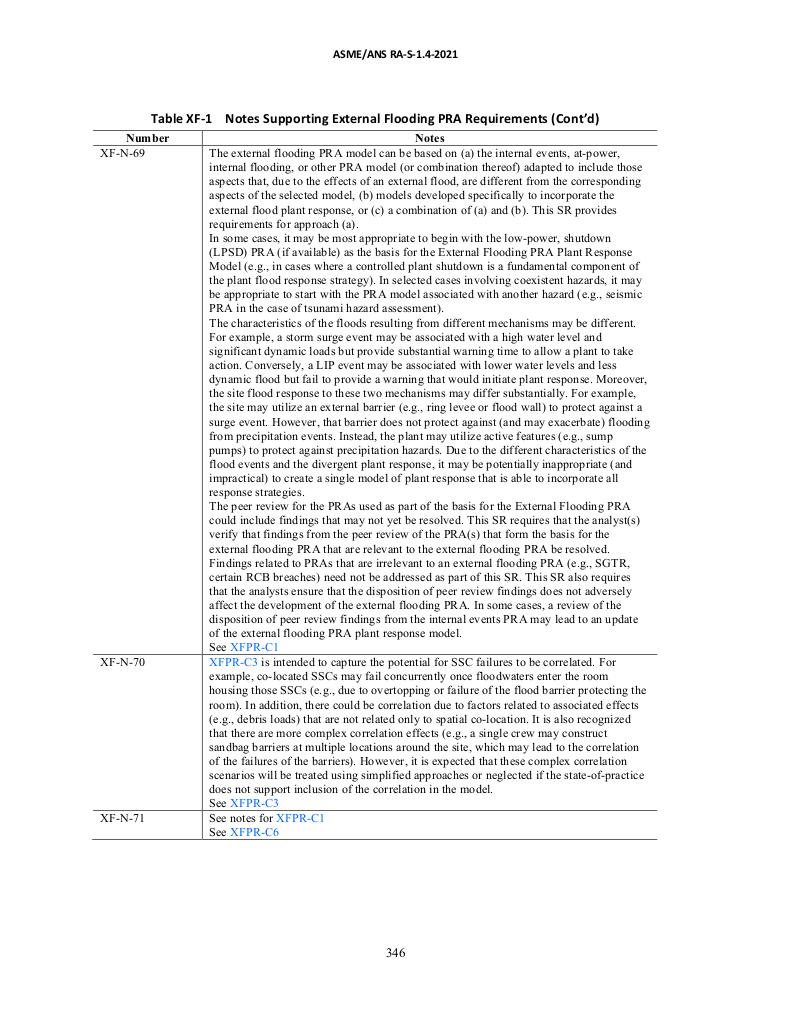 ASME/ANS RA-S-1.4-2021
Table XF-1 Notes Supporting External Flooding PRA Requirements (Cont'd)
Number Notes
XF-N-69 The external flooding PRA model can be based on (a) the internal events, at-power,
internal flooding, or other PRA model (or combination thereof) adapted to include those
aspects that, due to the effects of an external flood, are different from the corresponding
aspects of the selected model, (b) models developed specifically to incorporate the
external flood plant response, or (c) a combination of (a) and (b). This SR provides
requirements for approach (a).
In some cases, it may be most appropriate to begin with the low-power, shutdown
(LPSD) PRA (if available) as the basis for the External Flooding PRA Plant Response
Model (e.g., in cases where a controlled plant shutdown is a fundamental component of
the plant flood response strategy). In selected cases involving coexistent hazards, it may
be appropriate to start with the PRA model associated with another hazard (e.g., seismic
PRA in the case of tsunami hazard assessment).
The characteristics of the floods resulting from different mechanisms may be different.
For example, a storm surge event may be associated with a high water level and
significant dynamic loads but provide substantial warning time to allow a plant to take
action. Conversely, a LIP event may be associated with lower water levels and less
dynamic flood but fail to provide a warning that would initiate plant response. Moreover,
the site flood response to these two mechanisms may differ substantially. For example,
the site may utilize an external barrier (e.g., ring levee or flood wall) to protect against a
surge event. However, that barrier does not protect against (and may exacerbate) flooding
from precipitation events. Instead, the plant may utilize active features (e.g., sump
pumps) to protect against precipitation hazards. Due to the different characteristics of the
flood events and the divergent plant response, it may be potentially inappropriate (and
impractical) to create a single model of plant response that is able to incorporate all
response strategies.
The peer review for the PRAs used as part of the basis for the External Flooding PRA
could include findings that may not yet be resolved. This SR requires that the analyst(s)
verify that findings from the peer review of the PRA(s) that form the basis for the
external flooding PRA that are relevant to the external flooding PRA be resolved.
Findings related to PRAs that are irrelevant to an external flooding PRA (e.g., SGTR,
certain RCB breaches) need not be addressed as part of this SR. This SR also requires
that the analysts ensure that the disposition of peer review findings does not adversely
affect the development of the external flooding PRA. In some cases, a review of the
disposition of peer review findings from the internal events PRA may lead to an update
of the external flooding PRA plant response model.
See XFPR-C1
XF-N-70 XFPR-C3 is intended to capture the potential for SSC failures to be correlated. For
example, co-located SSCs may fail concurrently once floodwaters enter the room
housing those SSCs (e.g., due to overtopping or failure of the flood barrier protecting the
room). In addition, there could be correlation due to factors related to associated effects
(e.g., debris loads) that are not related only to spatial co-location. It is also recognized
that there are more complex correlation effects (e.g., a single crew may construct
sandbag barriers at multiple locations around the site, which may lead to the correlation
of the failures of the barriers). However, it is expected that these complex correlation
scenarios will be treated using simplified approaches or neglected if the state-of-practice
does not support inclusion of the correlation in the model.
See XFPR-C3
XF-N-71 See notes for XFPR-C1
See XFPR-C6
346